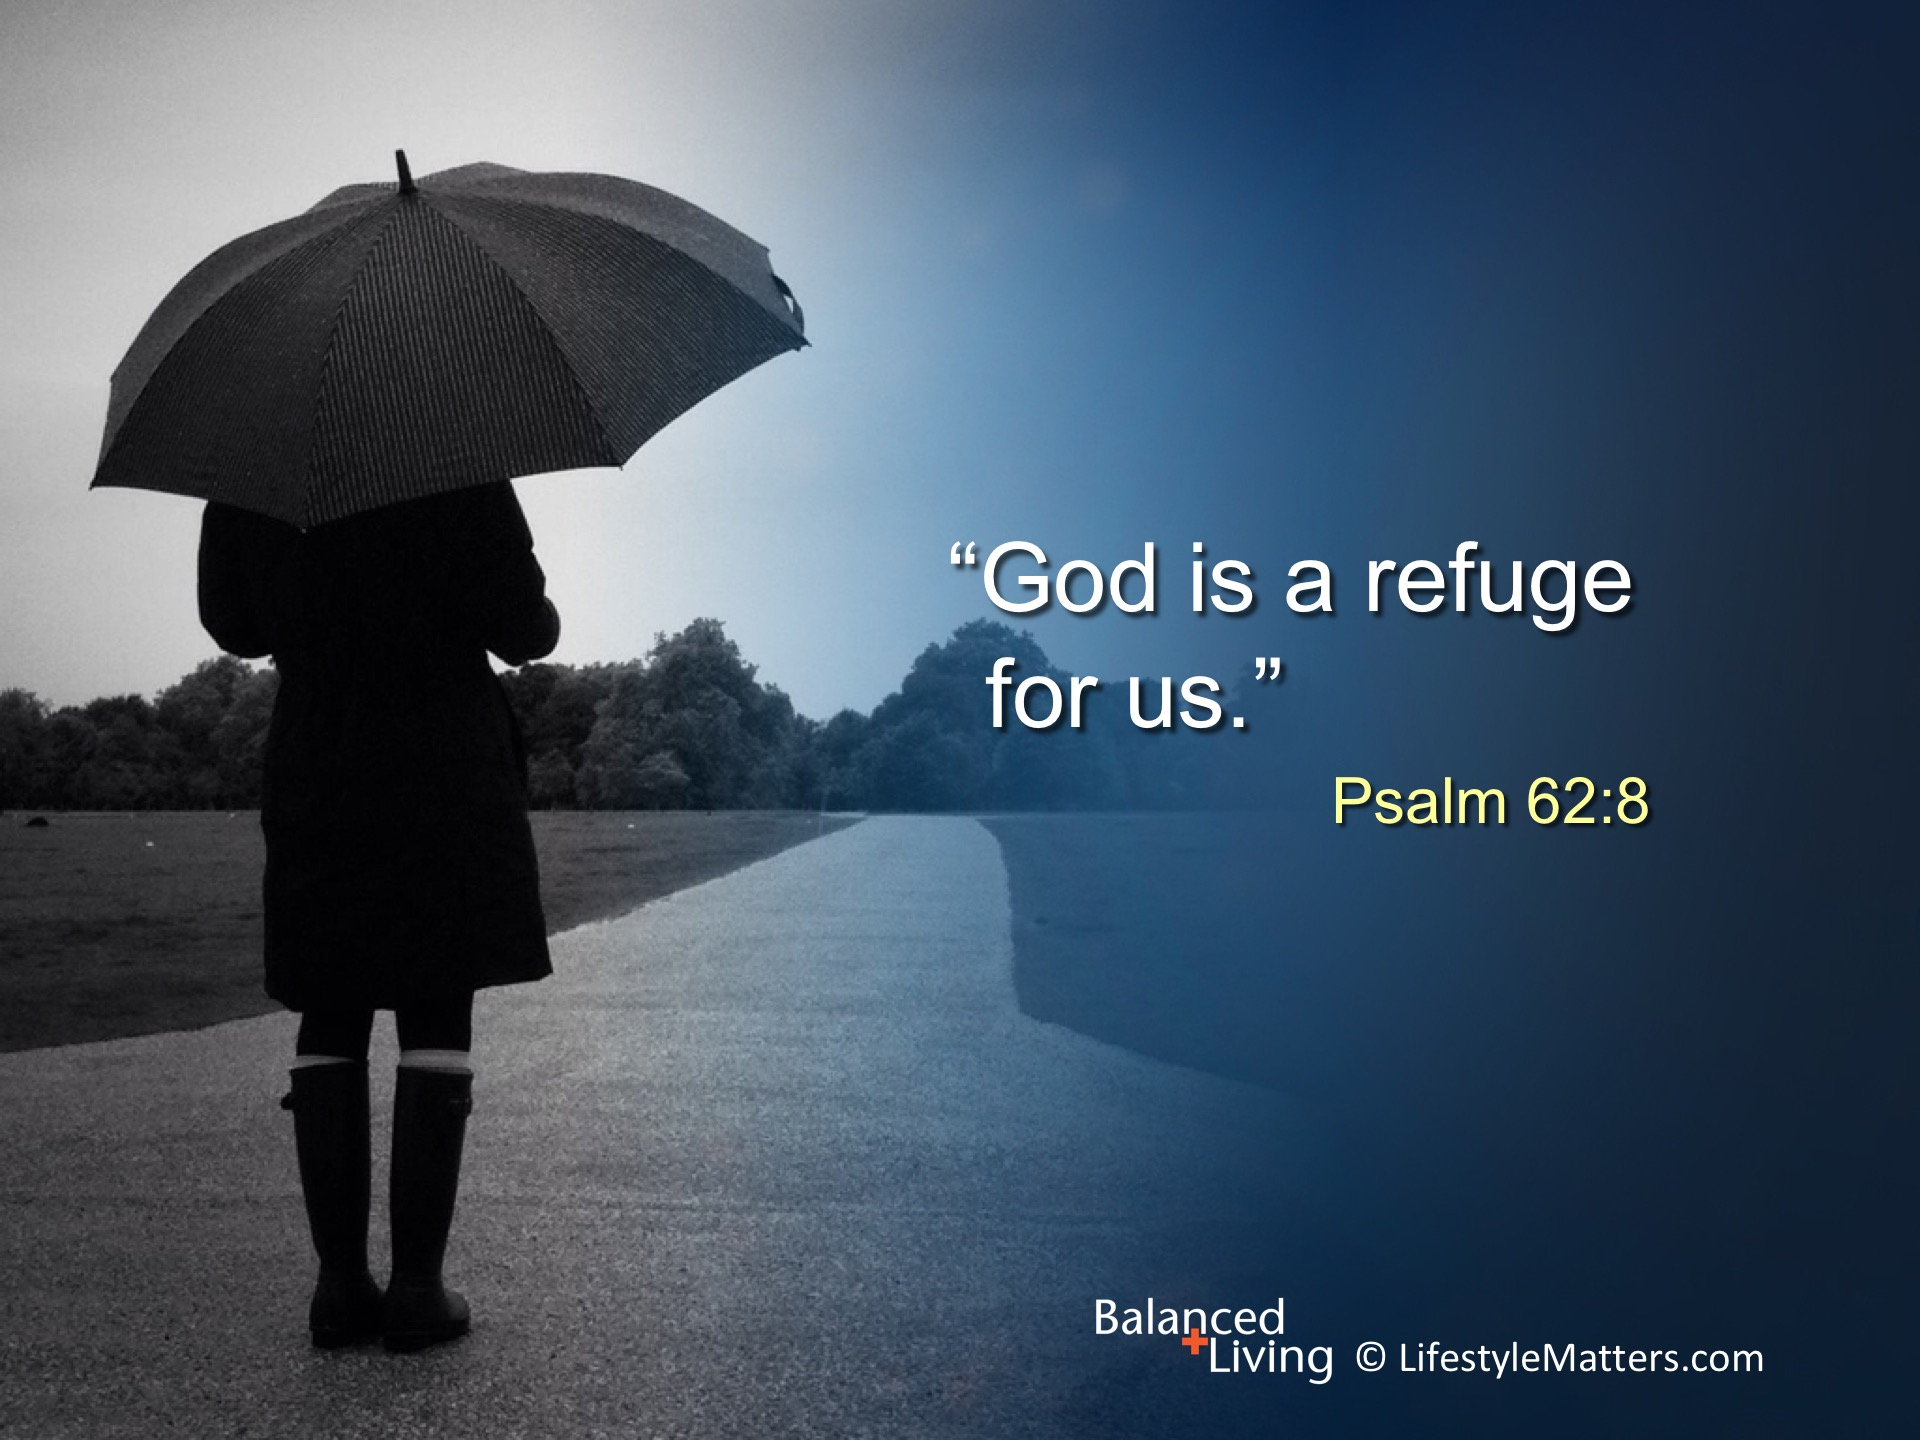 “God is a refuge
for us.”
Psalm 62:8
Balanced
Living © LifestyleMatters.com